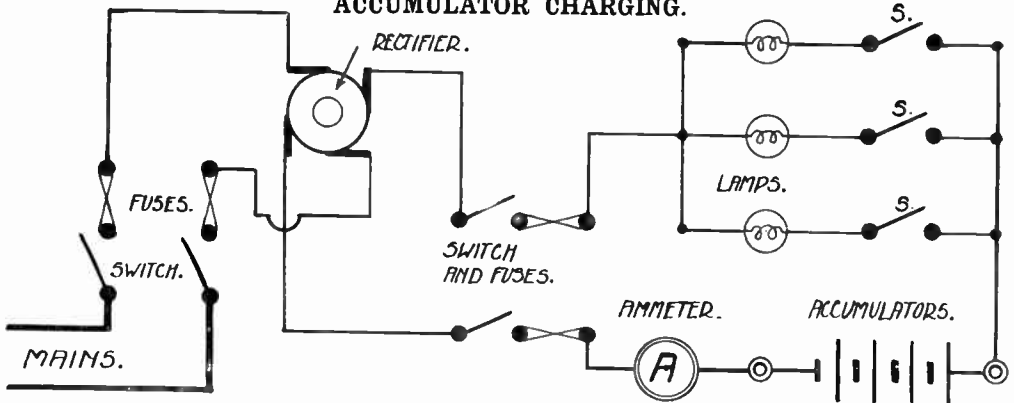 ACCUMULATOR CHARGING.
RECTIFIER.
S.
S.
LAMPS.
S.
FUSES.
SWITCH.
SWITCH
AND FUSES.
MAINS.
AMMETER.
ACCUMULATORS.
A